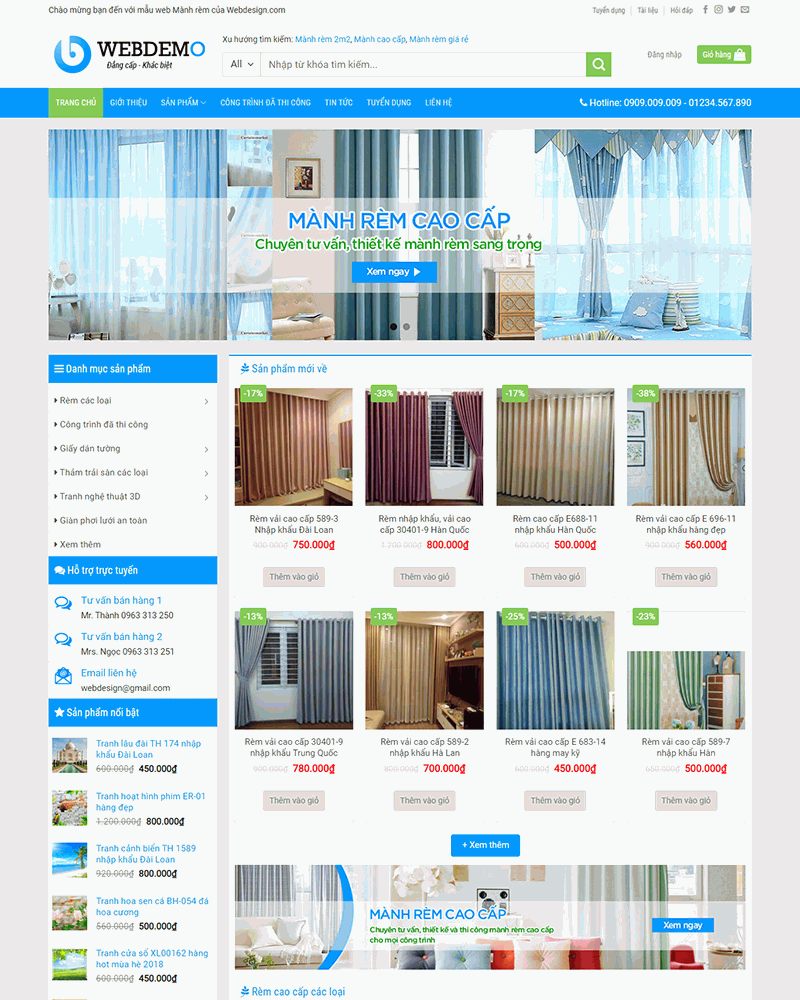 Chào mừng bạn đến với mẫu web Mành rèm của Webdesign.com
Tuyển dụng
Tài liệu
Hỏi đáp
WEBDEMO
Đẳng cấp - Khác biệt
Xu hướng tìm kiếm: Mành rèm 2m2, Mành cao cấp, Mành rèm giá rẻ
All
Nhập từ khóa tìm kiếm...
Đăng nhập
Giỏ hàng
TRANG CHỦ
GIỚI THIỆU
SẢN PHẨM
CÔNG TRÌNH ĐÃ THI CÔNG
TIN TỨC
TUYỂN DỤNG
LIÊN HỆ
Hotline: 0909.009.009 - 01234.567.890
MÀNH RÈM CAO CẤP
Chuyên tư vấn, thiết kế mành rèm sang trọng
Xem ngay
Danh mục sản phẩm
Rèm các loại
Công trình đã thi công
Giấy dán tường
Thảm trải sàn các loại
Tranh nghệ thuật 3D
Giàn phơi lưới an toàn
Xem thêm
Hỗ trợ trực tuyến
Tư vấn bán hàng 1
Mr. Thành 0963 313 250
Tư vấn bán hàng 2
Mrs. Ngọc 0963 313 251
Email liên hệ
webdesign@gmail.com
Sản phẩm nổi bật
Tranh lâu đài TH 174 nhập
khẩu Đài Loan
600.000₫ 450.000₫
Tranh hoạt hình phim ER-01
hàng đẹp
1.200.000₫ 800.000₫
Tranh cảnh biển TH 1589
nhập khẩu Đài Loan
920.000₫ 800.000₫
Tranh hoa sen cá BH-054 đá
hoa cương
660.000₫ 500.000₫
Tranh cửa sổ XL00162 hàng
hot mùa hè 2018
600.000₫ 450.000₫
Sản phẩm mới về
-17%
-33%
-17%
-38%
Rèm vải cao cấp 589-3
Nhập khẩu Đài Loan
900.000₫ 750.000₫
Thêm vào giỏ
Rèm nhập khẩu, vải cao
cấp 30401-9 Hàn Quốc
1.200.000₫ 800.000₫
Thêm vào giỏ
Rèm cao cấp E688-11
nhập khẩu Hàn Quốc
600.000₫ 500.000₫
Thêm vào giỏ
Rèm vải cao cấp E 696-11
nhập khẩu hàng đẹp
900.000₫ 560.000₫
Thêm vào giỏ
-13%
-13%
-25%
-23%
Rèm vải cao cấp 30401-9
nhập khẩu Trung Quốc
900.000₫ 780.000₫
Thêm vào giỏ
Rèm vải cao cấp 589-2
nhập khẩu Hà Lan
800.000₫ 700.000₫
Thêm vào giỏ
Rèm vải cao cấp E 683-14
hàng may kỹ
600.000₫ 450.000₫
Thêm vào giỏ
Rèm vải cao cấp 589-7
nhập khẩu Hàn
650.000₫ 500.000₫
Thêm vào giỏ
+ Xem thêm
MÀNH RÈM CAO CẤP
Chuyên tư vấn, thiết kế và thi công mành rèm cao cấp
cho mọi công trình
Xem ngay
Rèm cao cấp các loại